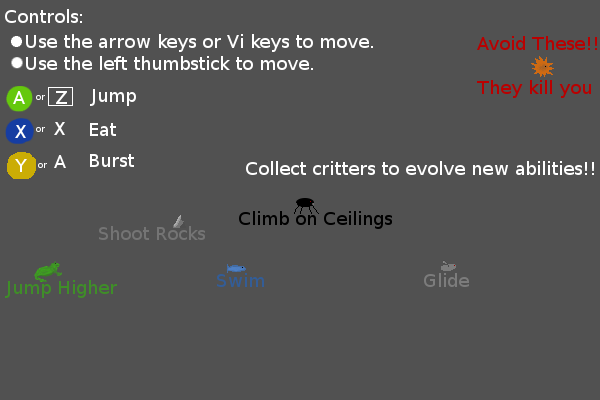 Controls:
Use the arrow keys or Vi keys to move.
Use the left thumbstick to move.
Avoid These!!
They kill you
A or Z Jump
X or X Eat
Y or A Burst
Collect critters to evolve new abilities!!
Climb on Ceilings
Shoot Rocks
Jump Higher
Swim
Glide